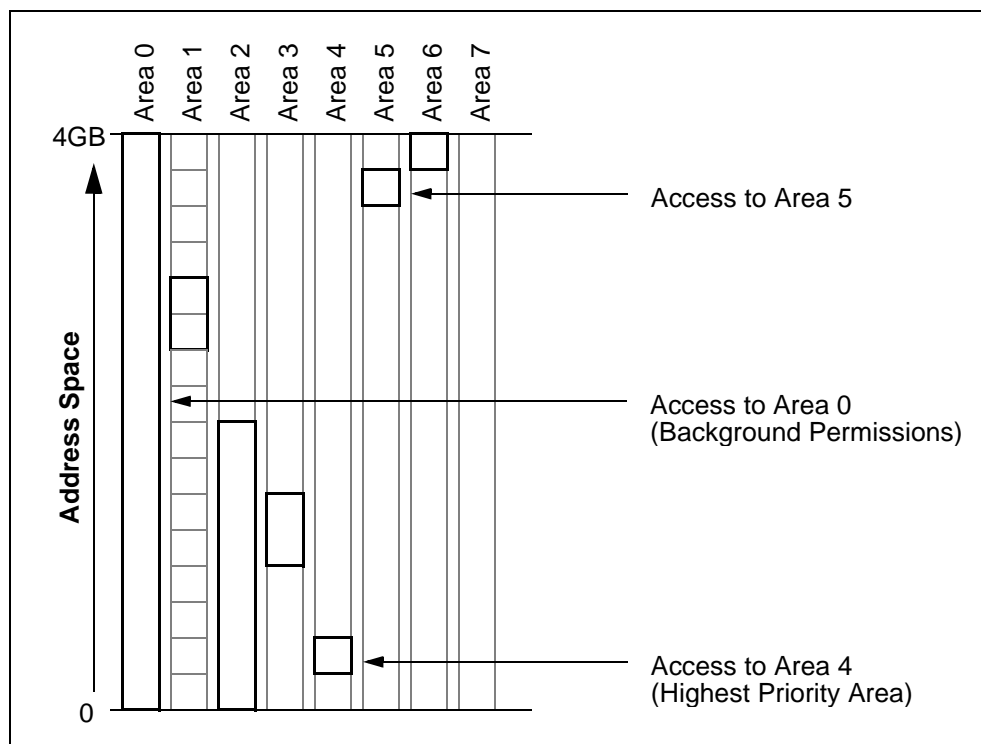 Area 0
Area 1
Area 2
Area 3
Area 4
Area 5
Area 6
Area 7
4GB
Access to Area 5
Address Space
Access to Area 0
(Background Permissions)
Access to Area 4
(Highest Priority Area)
0